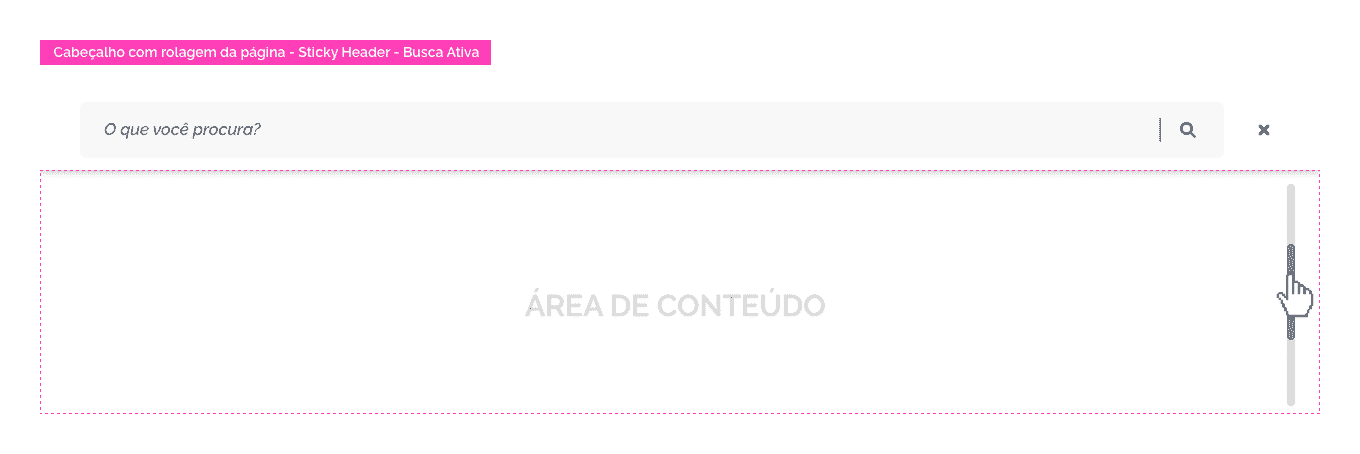 Cabeçalho com rolagem da página - Sticky Header - Busca Ativa
O que você procura?
ÁREA DE CONTEÚDO